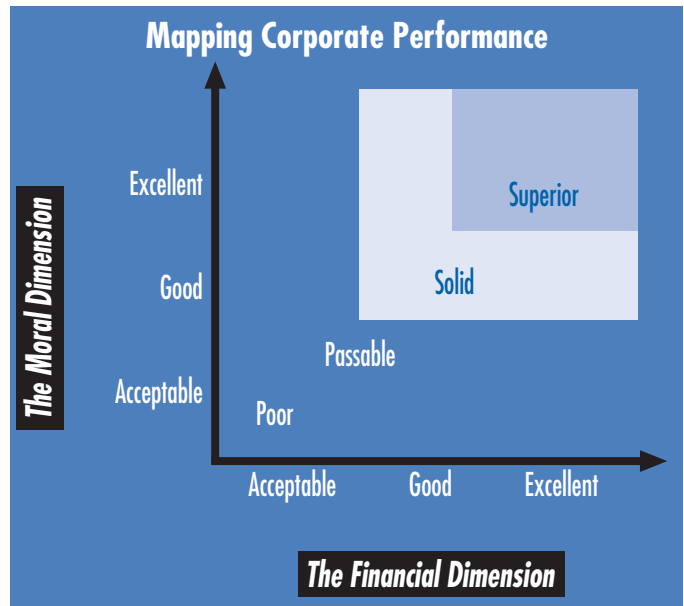 Mapping Corporate Performance
The Moral Dimension
Excellent
Superior
Good
Solid
Passable
Acceptable
Poor
Acceptable Good Excellent
The Financial Dimension